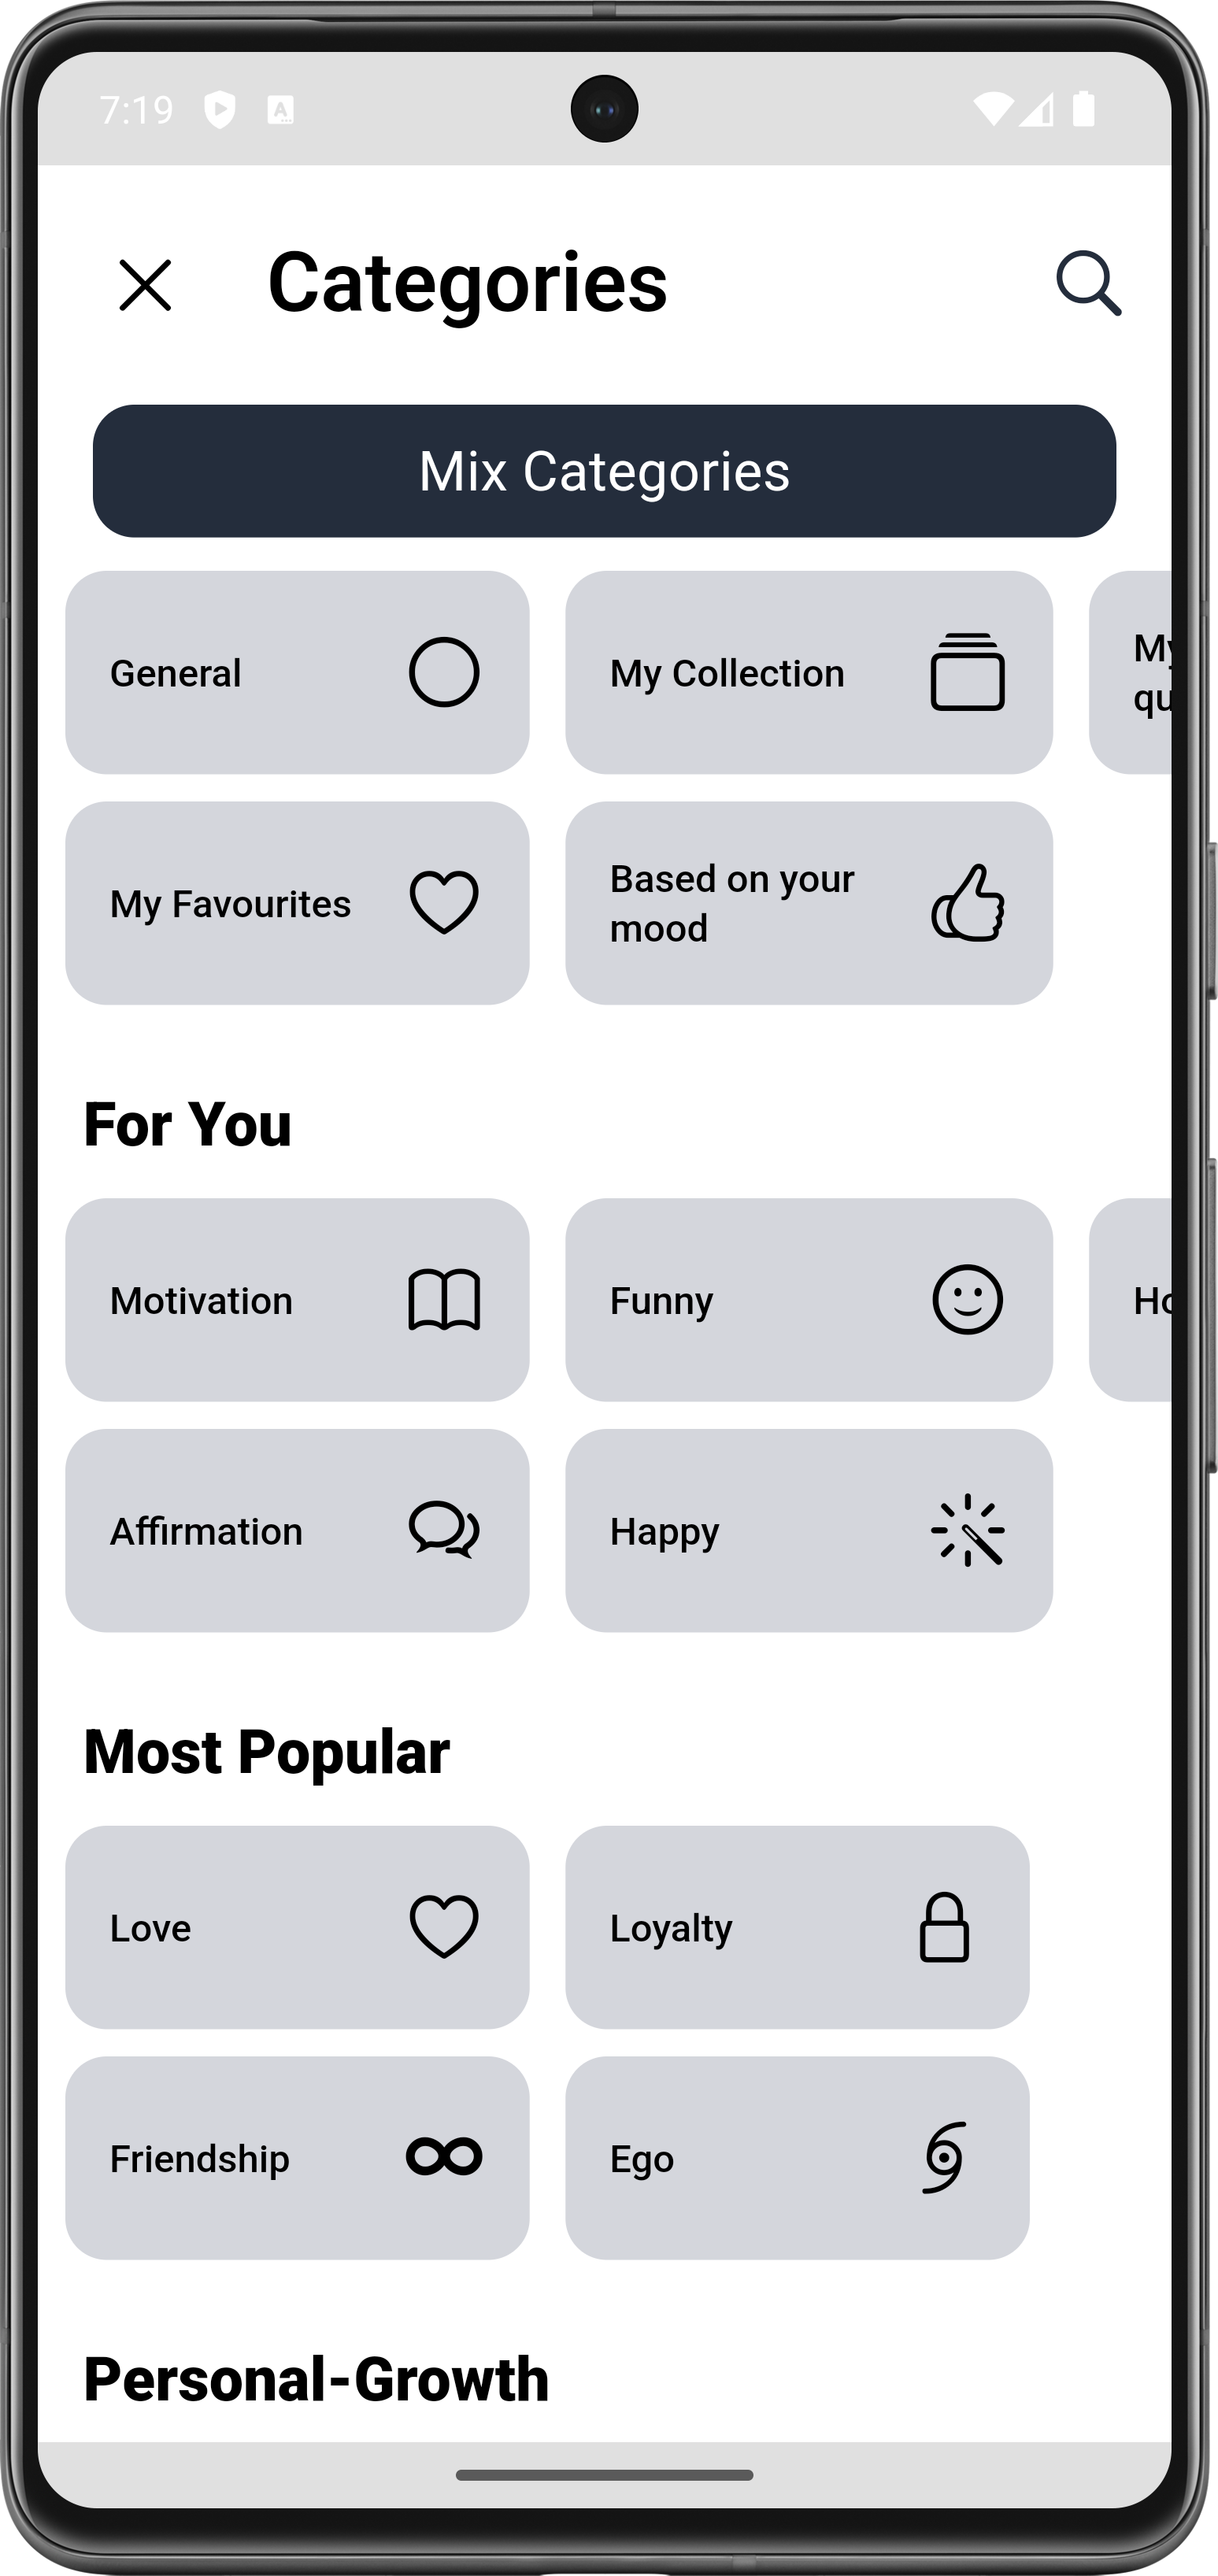 7:19
Categories
Mix Categories
General
My Collection
My
qu
My Favourites
Based on your
mood
For You
Motivation
Funny
Ho
Affirmation
Happy
Most Popular
Love
Loyalty
Friendship
Ego
Personal-Growth